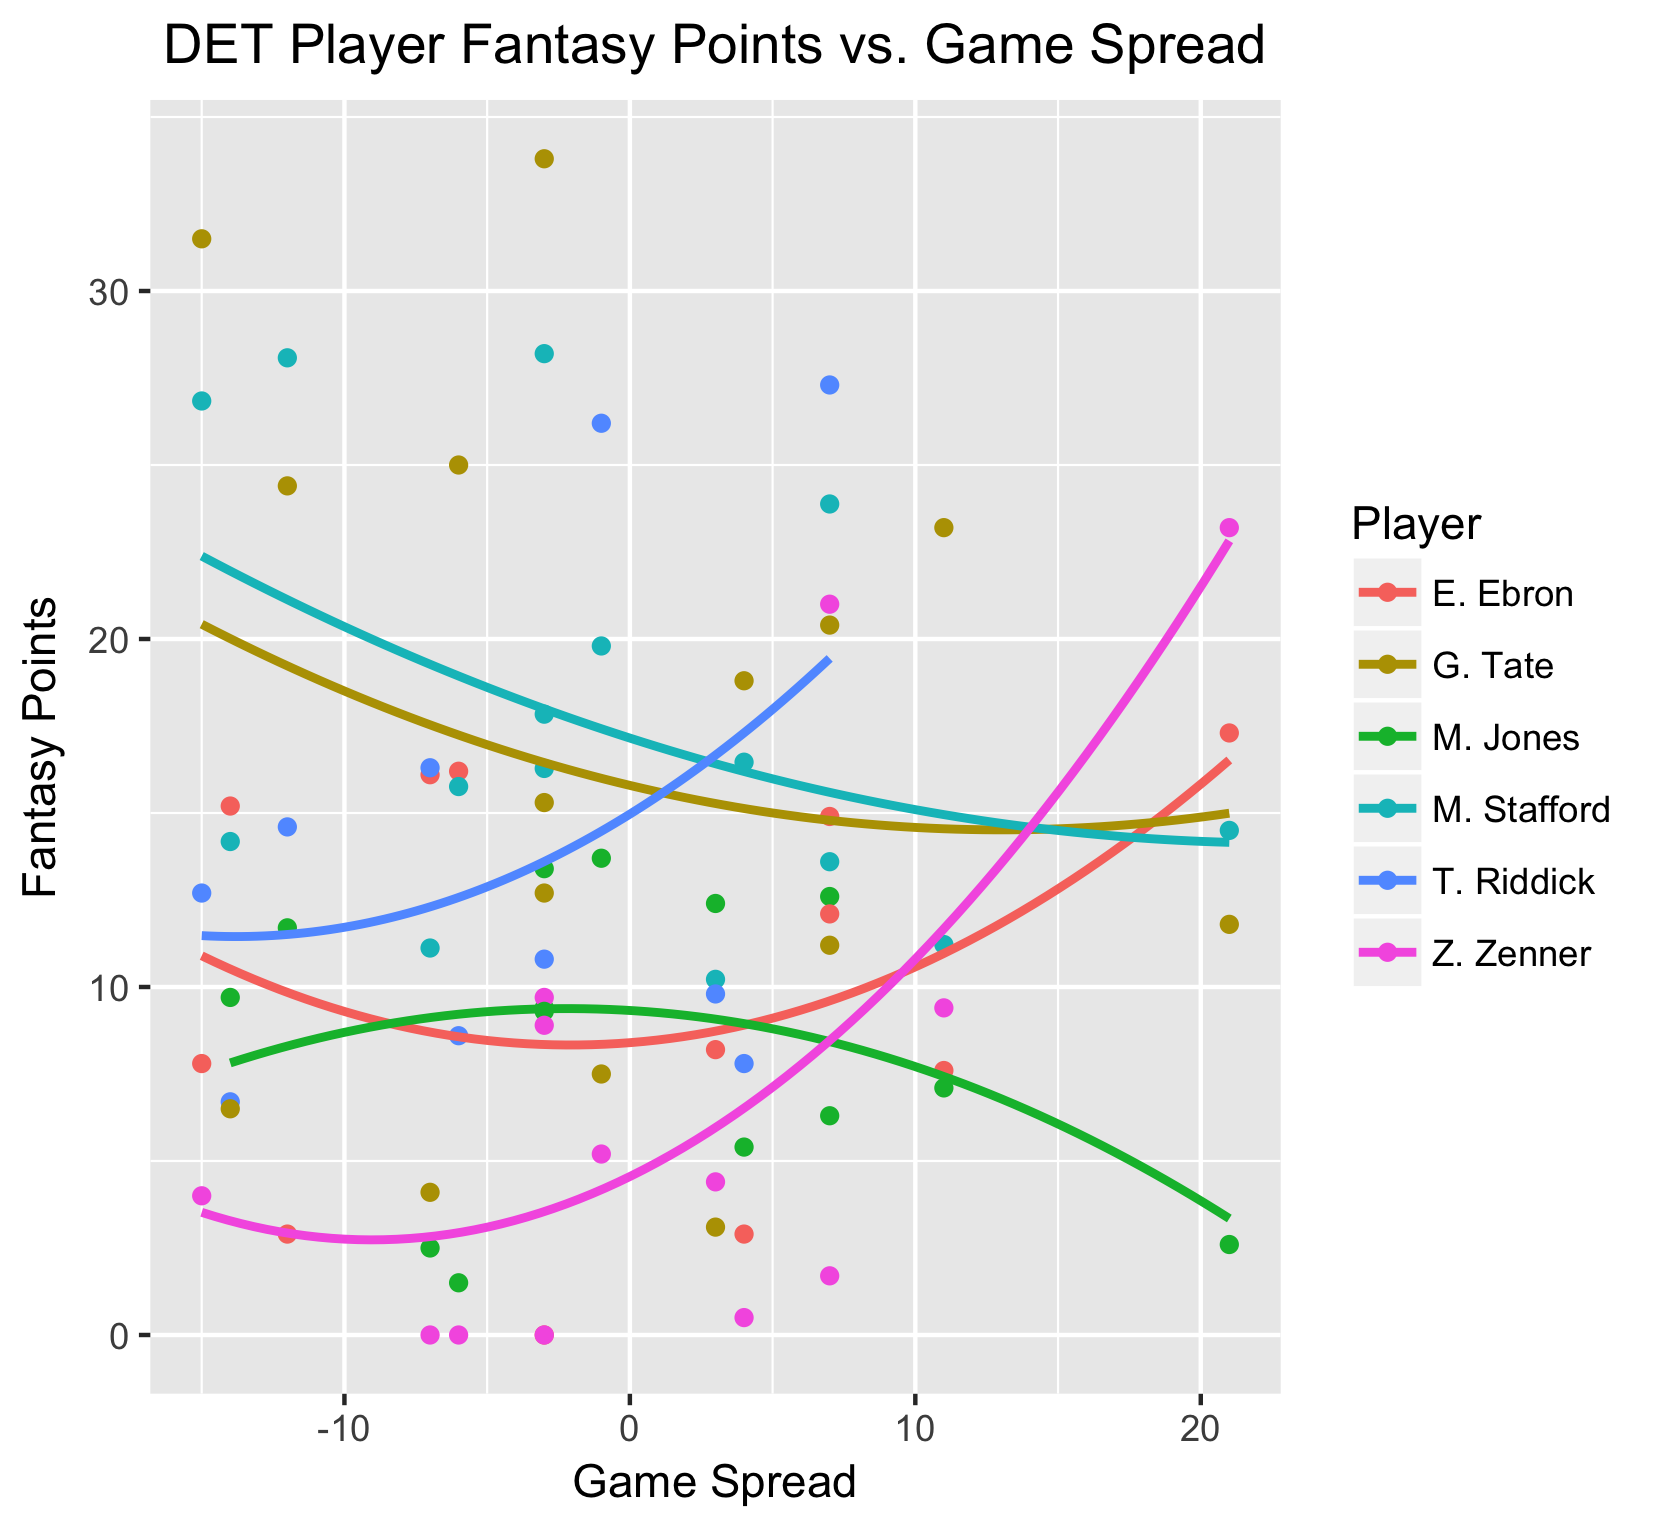 DET Player Fantasy Points vs. Game Spread
Fantasy Points
30
20
10
0
-10
0
10
20
Game Spread
Player
E. Ebron
G. Tate
M. Jones
M. Stafford
T. Riddick
Z. Zenner